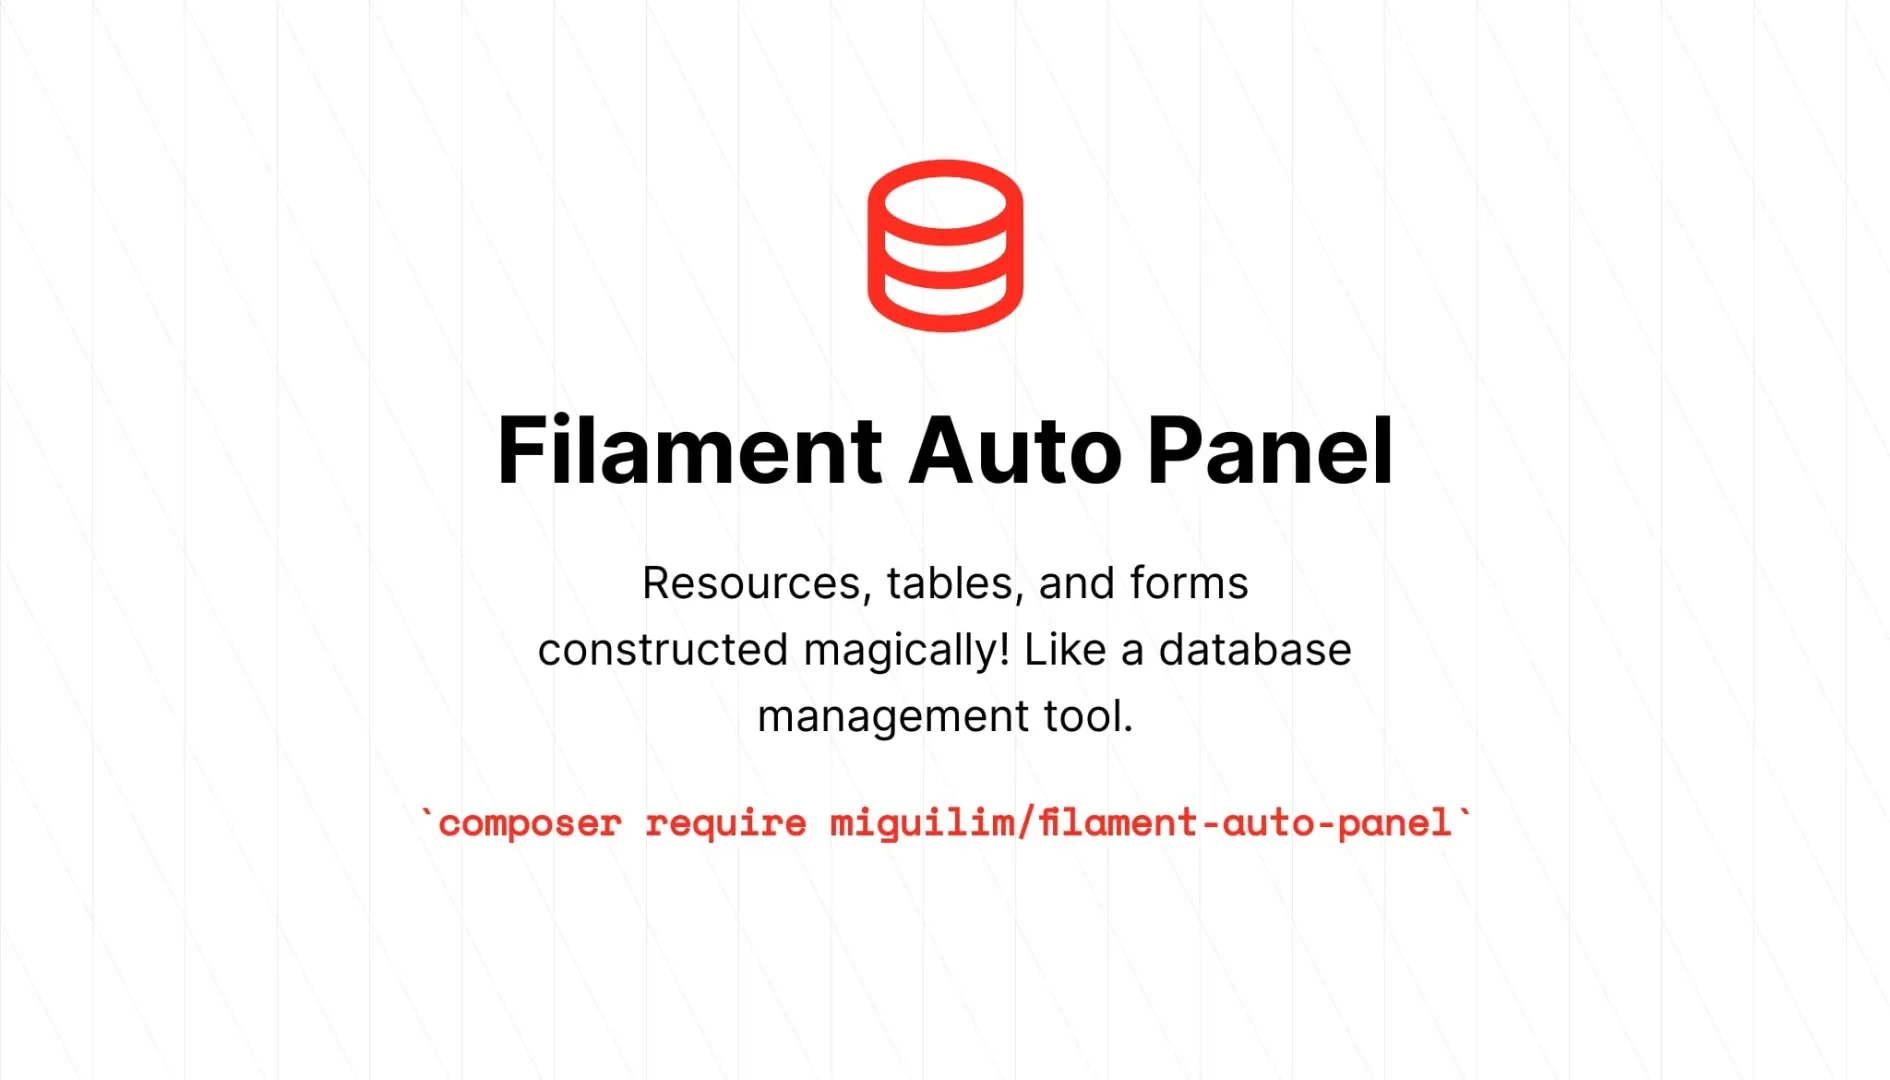 Filament Auto Panel
Resources, tables, and forms
constructed magically! Like a database
management tool.
`composer require miguilim/filament-auto-panel`